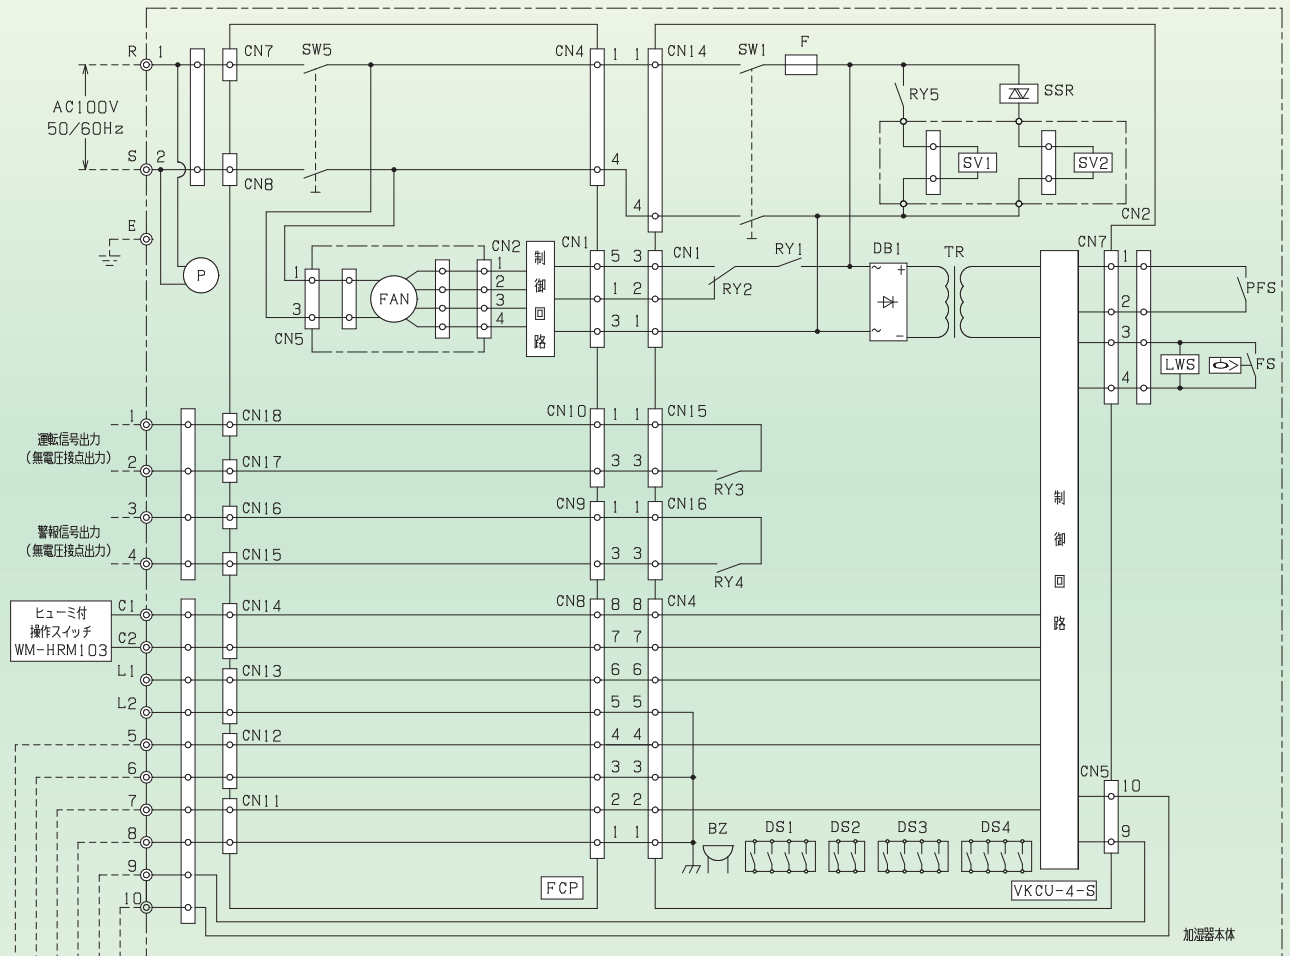 R 1 CN7 SW5 CN4 1 1 CN14 SW1 F
AC100V
50/60Hz
RY5 SSR
S 2 CN8 4 4
SV1 SV2
CN2
E
P
CN2 CN1 5 3 CN1 RY1 DB1 TR CN7 1
1 FAN 1 制 1 2 RY2 2 PFS
2 御
3 3 回 3 1 3
CN5 4 路 4 LWS FS
~ +
~ −
1 CN18 CN10 1 1 CN15
運転信号出力
(無電圧接点出力)
2 CN17 3 3 RY3
3 CN16 CN9 1 1 CN16
警報信号出力
(無電圧接点出力)
4 CN15 3 3 RY4
制
御
回
路
ヒューミ付
操作スイッチ
WM-HRM103
C1 CN14 CN8 8 8 CN4
C2 7 7
L1 CN13 6 6
L2 5 5
5 CN12 4 4
6 3 3
7 CN11 2 2
8 1 1
9
10
CN5 10
9
BZ DS1 DS2 DS3 DS4
FCP VKCU-4-S
加湿器本体